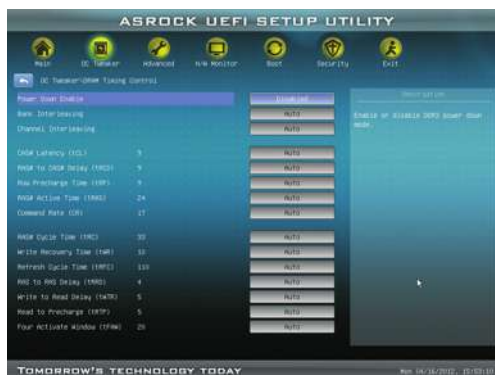 ASROCK UEFI SETUP UTILITY
Main OC Tweaker Advanced H/W Monitor Boot Security Exit
OC Tweaker\DRAM Timing Control
Description
Power Down Enable Disabled
Enable or disable DDR3 power down mode.
Bank Interleaving Auto
Channel Interleaving Auto
CAS# Latency (tCL) 9 Auto
RAS# to CAS# Delay (tRCD) 9 Auto
Row Precharge Time (tRP) 9 Auto
RAS# Active Time (tRAS) 24 Auto
Command Rate (CR) 1T Auto
RAS# Cycle Time (tRC) 33 Auto
Write Recovery Time (tWR) 10 Auto
Refresh Cycle Time (tRFC) 110 Auto
RAS to RAS Delay (tRRD) 4 Auto
Write to Read Delay (tWTR) 5 Auto
Read to Precharge (tRTP) 5 Auto
Four Activate Window (tFAW) 20 Auto
TOMORROW'S TECHNOLOGY TODAY